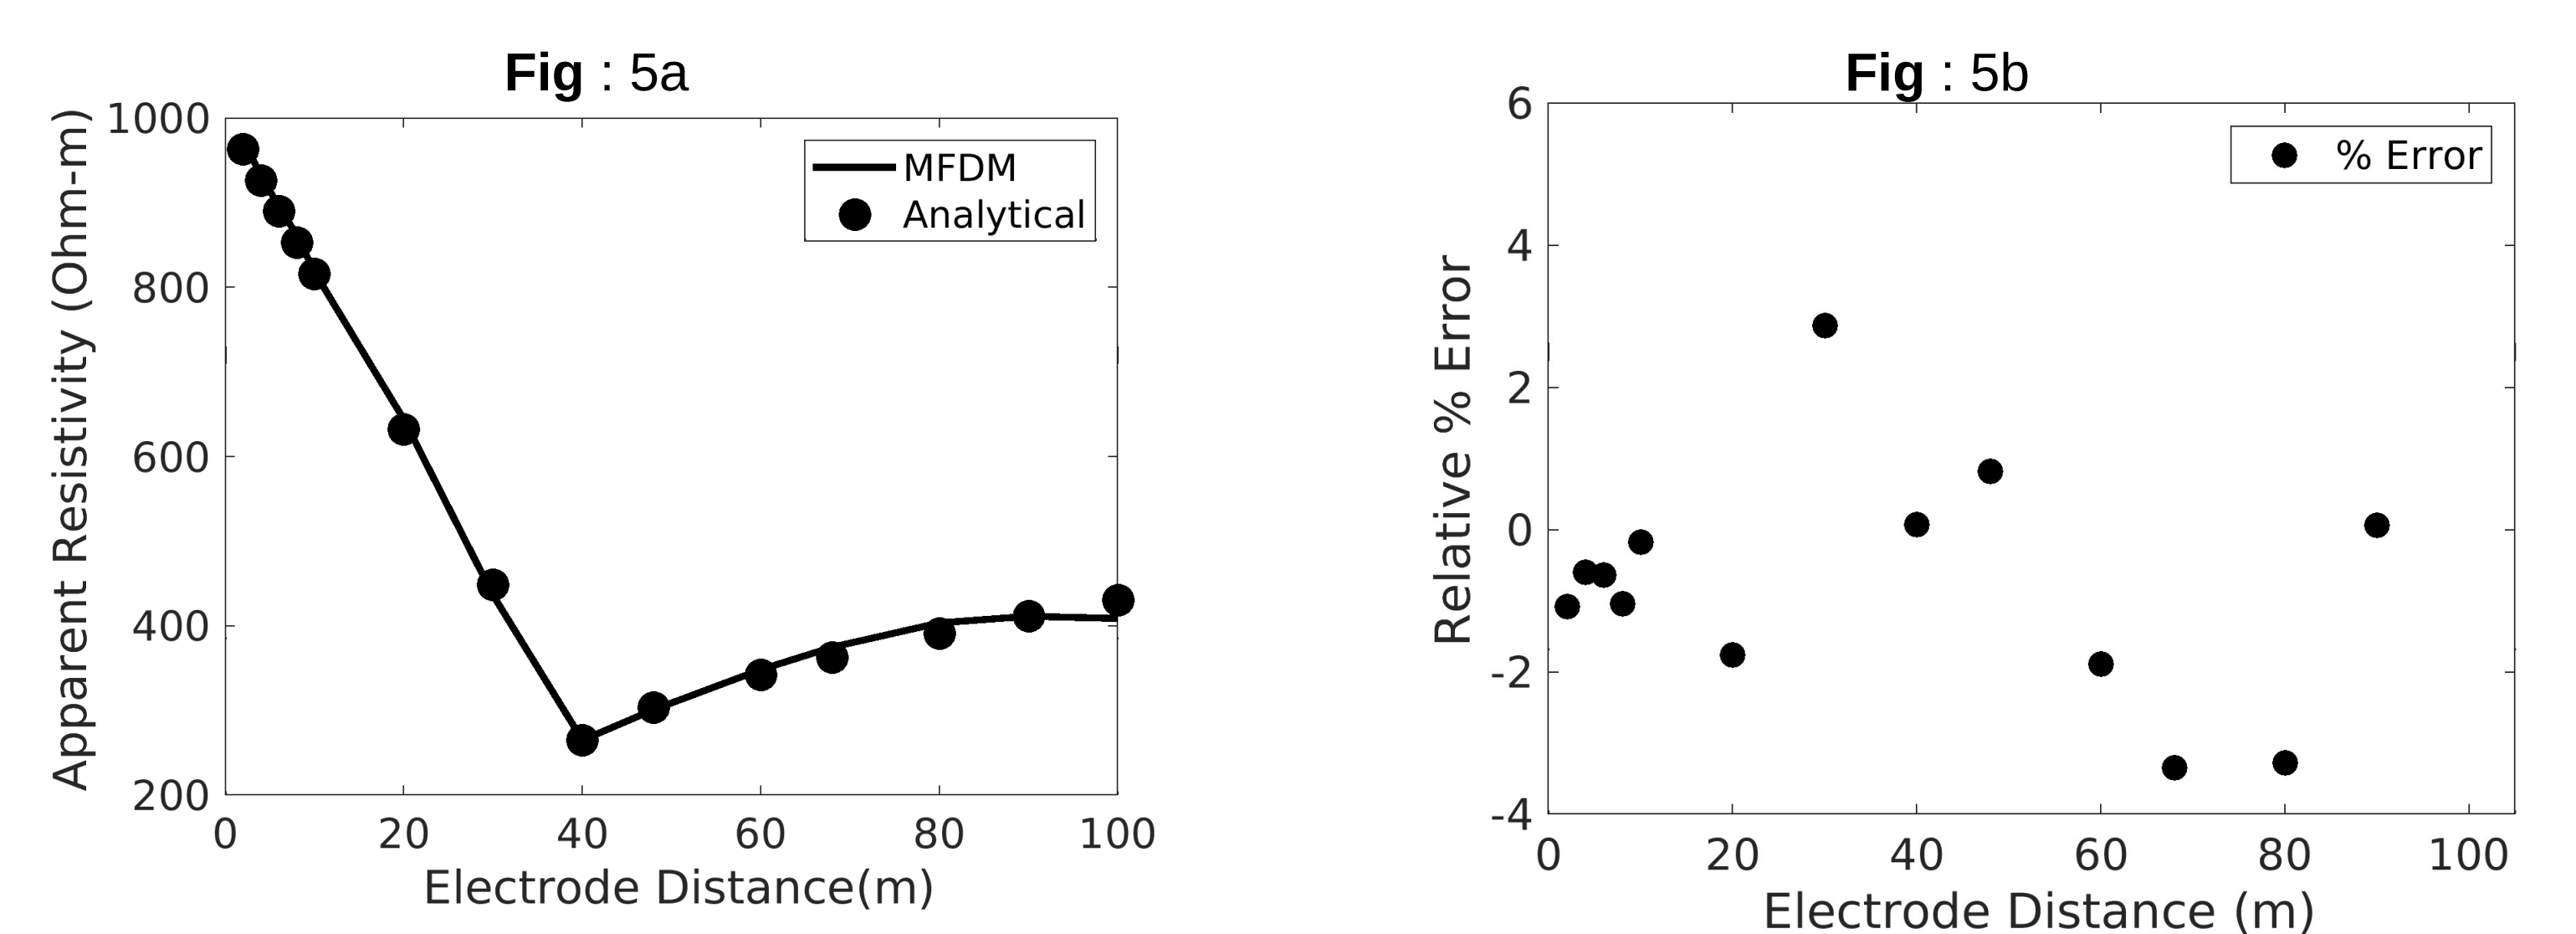 Fig : 5a
1000
800
600
400
200
0 20 40 60 80 100
Apparent Resistivity (Ohm-m)
Electrode Distance(m)
MFDM
Analytical
Fig : 5b
6
4
2
0
-2
-4
0 20 40 60 80 100
Relative % Error
Electrode Distance (m)
% Error